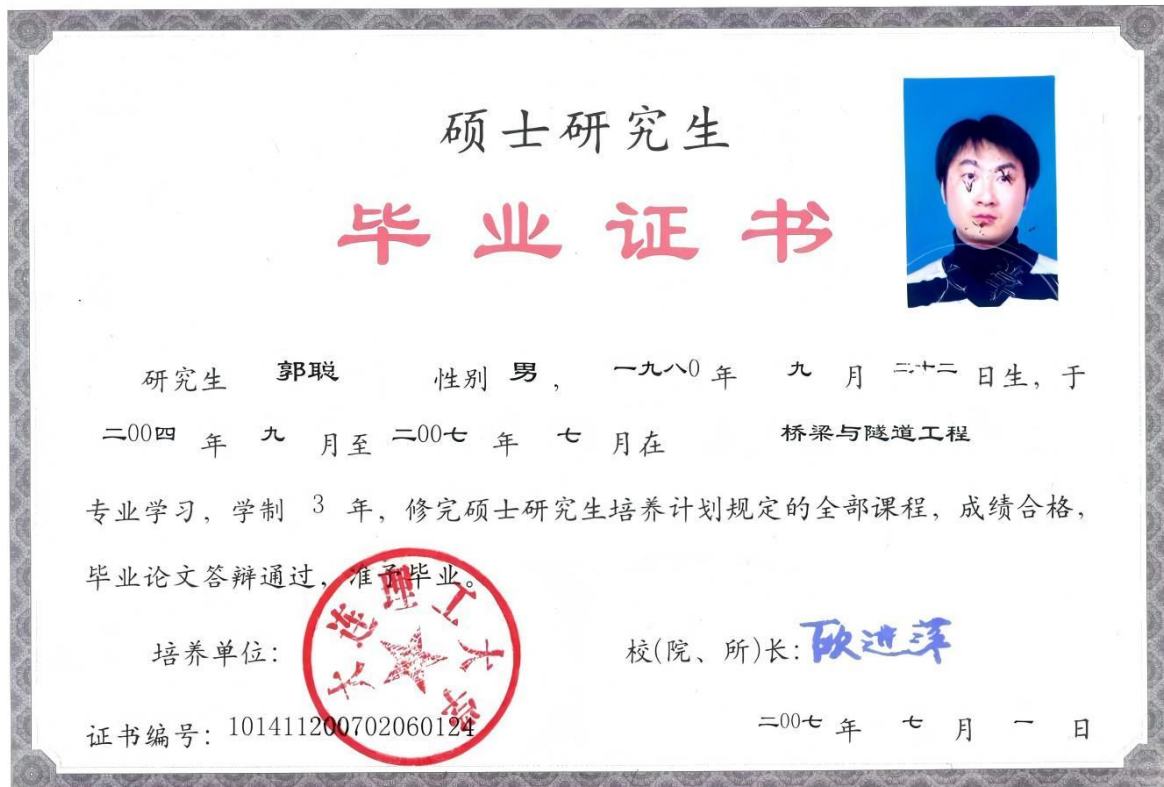 硕士研究生
毕业证书
研究生 郭聪 性别 男, 一九八0 年 九 月 二十二 日生, 于
二00四 年 九 月至 二00七 年 七 月在 桥梁与隧道工程
专业学习, 学制 3 年, 修完硕士研究生培养计划规定的全部课程, 成绩合格,
毕业论文答辩通过, 准予毕业。
培养单位:
大连理工大学
校(院、所)长: 欧进萍
证书编号: 101411200702060124
二00七 年 七 月 一 日